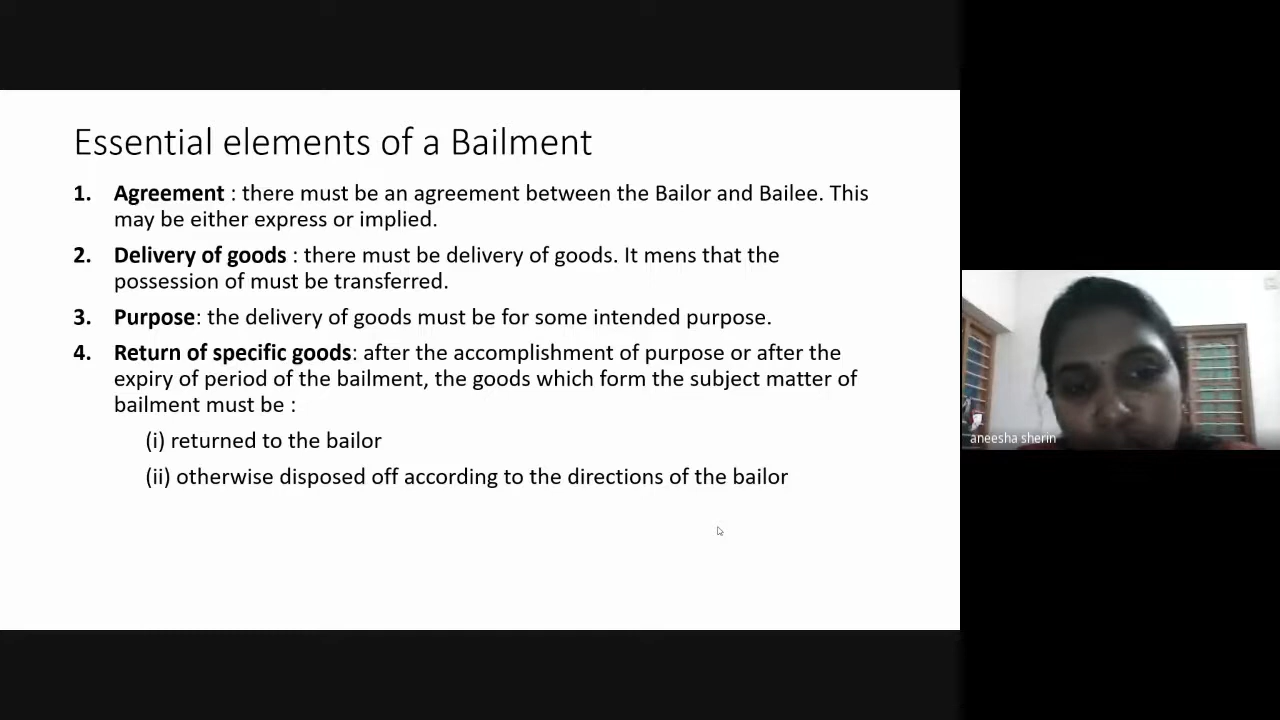 Essential elements of a Bailment
1. Agreement : there must be an agreement between the Bailor and Bailee. This
may be either express or implied.
2. Delivery of goods : there must be delivery of goods. It mens that the
possession of must be transferred.
3. Purpose: the delivery of goods must be for some intended purpose.
4. Return of specific goods: after the accomplishment of purpose or after the
expiry of period of the bailment, the goods which form the subject matter of
bailment must be :
(i) returned to the bailor
(ii) otherwise disposed off according to the directions of the bailor
aneesha sherin